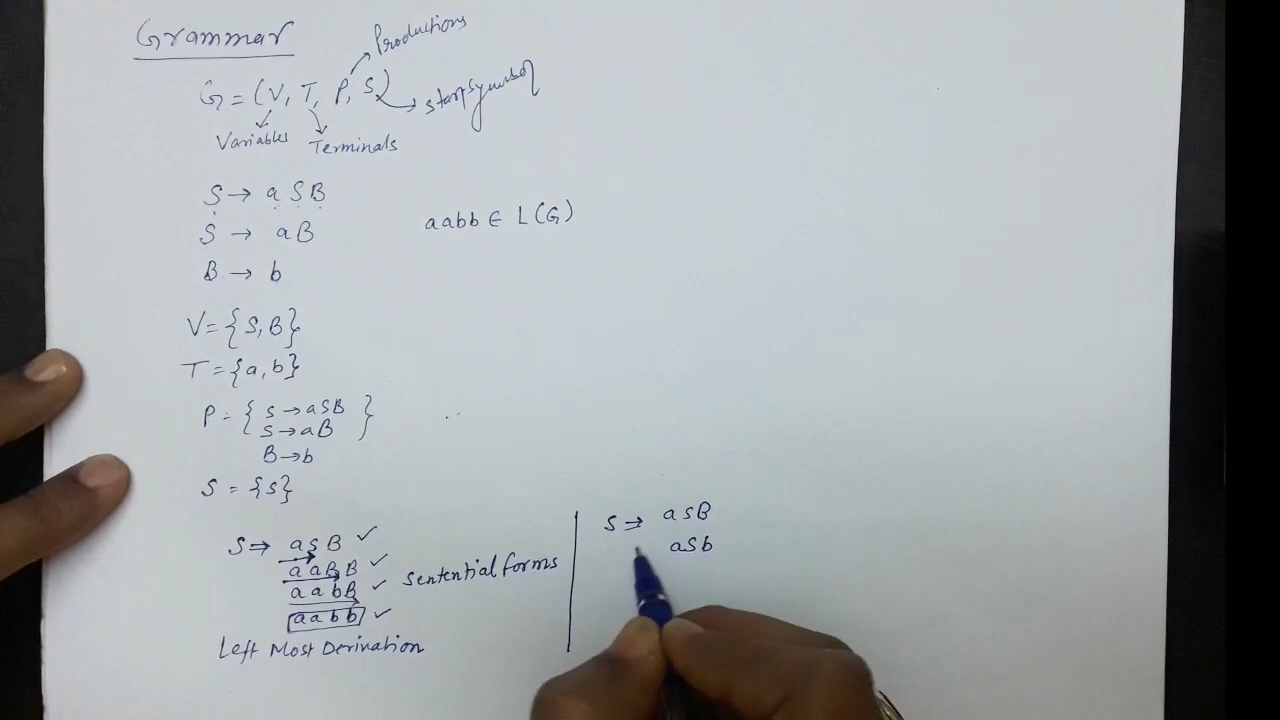 Grammar
Productions
G = (V, T, P, S)
Start Symbol
Variables
Terminals
S → a S B
S → a B
B → b
aabb ∈ L(G)
V = {S, B}
T = {a, b}
P = { S → aSB
S → aB }
B → b
S = {S}
S ⇒ a S B ✓
a a B B ✓
a a b B ✓
a a b b ✓
Sentential forms
Left Most Derivation
S ⇒ a S B
a S b